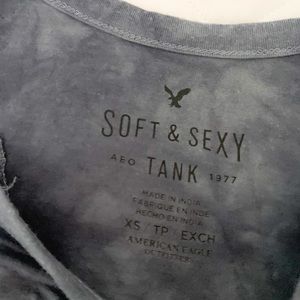 SOFT & SEXY
AEO TANK 1977
MADE IN INDIA
FABRIQUE EN INDE
HECHO EN INDIA
XS / TP / EXCH
AMERICAN EAGLE
OUTFITTERS